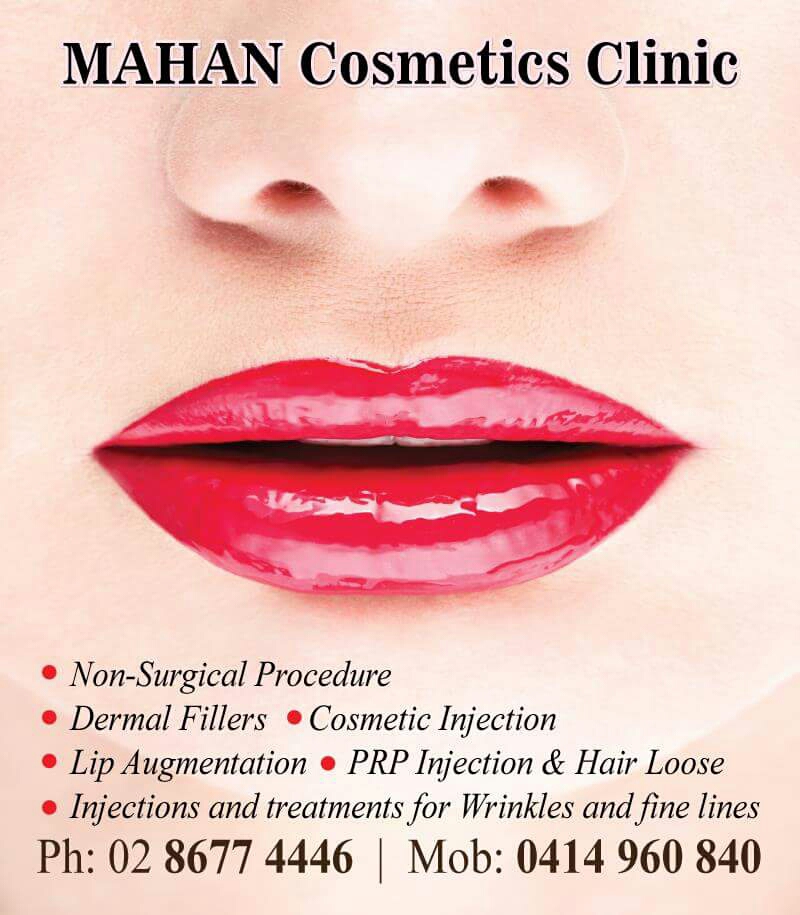 MAHAN Cosmetics Clinic
• Non-Surgical Procedure
• Dermal Fillers • Cosmetic Injection
• Lip Augmentation • PRP Injection & Hair Loose
• Injections and treatments for Wrinkles and fine lines
Ph: 02 8677 4446 | Mob: 0414 960 840